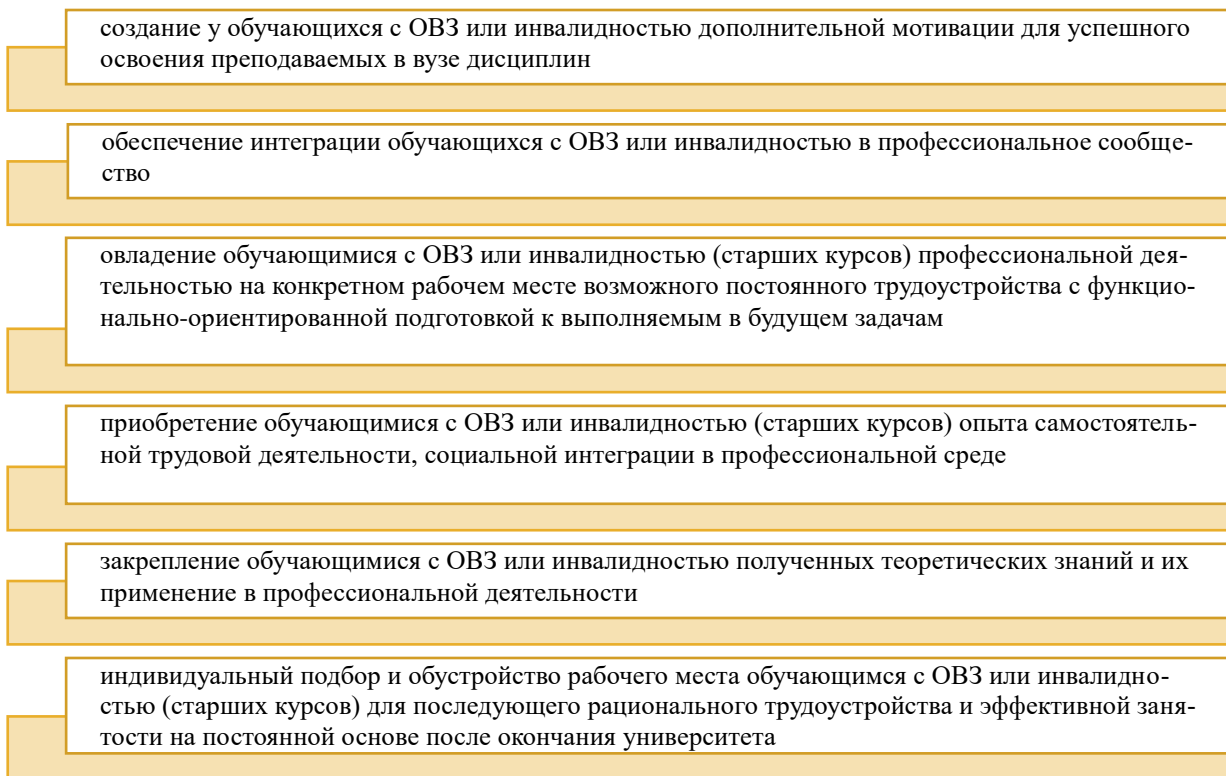 создание у обучающихся с ОВЗ или инвалидностью дополнительной мотивации для успешного
освоения преподаваемых в вузе дисциплин
обеспечение интеграции обучающихся с ОВЗ или инвалидностью в профессиональное сообще-
ство
овладение обучающимися с ОВЗ или инвалидностью (старших курсов) профессиональной дея-
тельностью на конкретном рабочем месте возможного постоянного трудоустройства с функцио-
нально-ориентированной подготовкой к выполняемым в будущем задачам
приобретение обучающимися с ОВЗ или инвалидностью (старших курсов) опыта самостоятель-
ной трудовой деятельности, социальной интеграции в профессиональной среде
закрепление обучающимися с ОВЗ или инвалидностью полученных теоретических знаний и их
применение в профессиональной деятельности
индивидуальный подбор и обустройство рабочего места обучающимся с ОВЗ или инвалидно-
стью (старших курсов) для последующего рационального трудоустройства и эффективной заня-
тости на постоянной основе после окончания университета